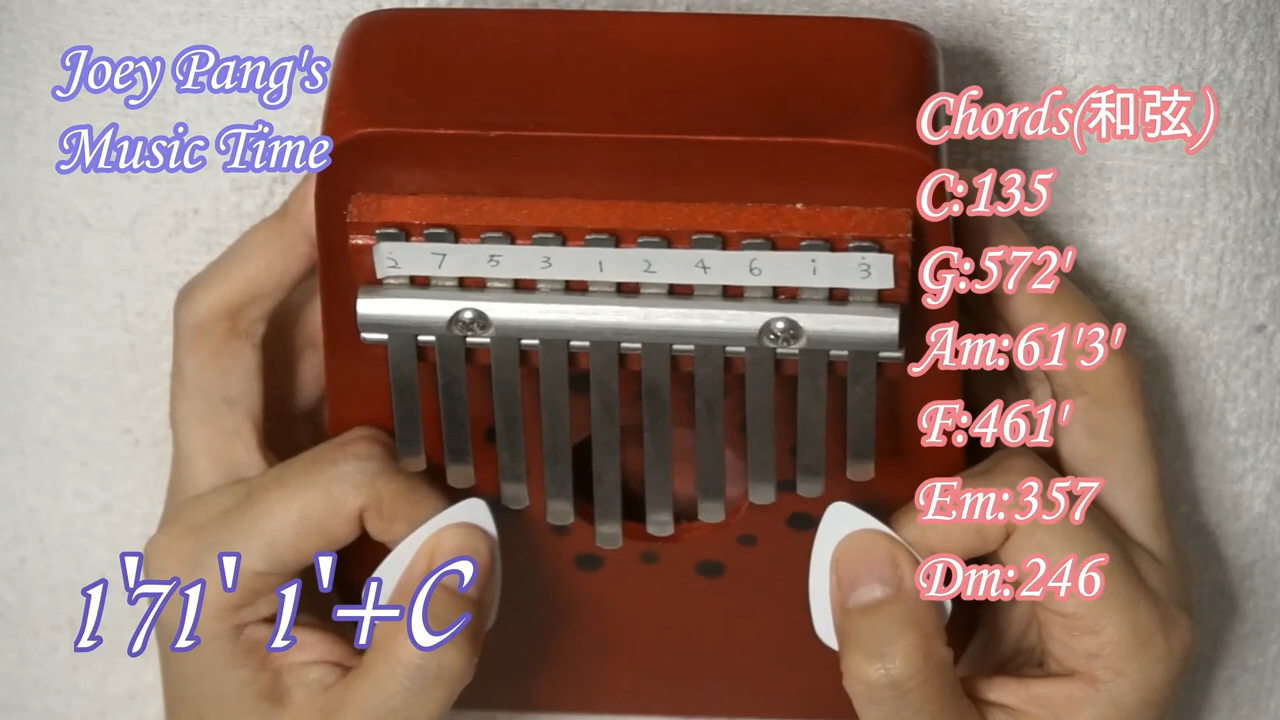 Joey Pang's
Music Time
Chords(和弦)
C:135
G:572'
Am:61'3'
F:461'
Em:357
Dm:246
2̇ 7 5 3 1 2 4 6 i 3̇
1'71' 1'+C